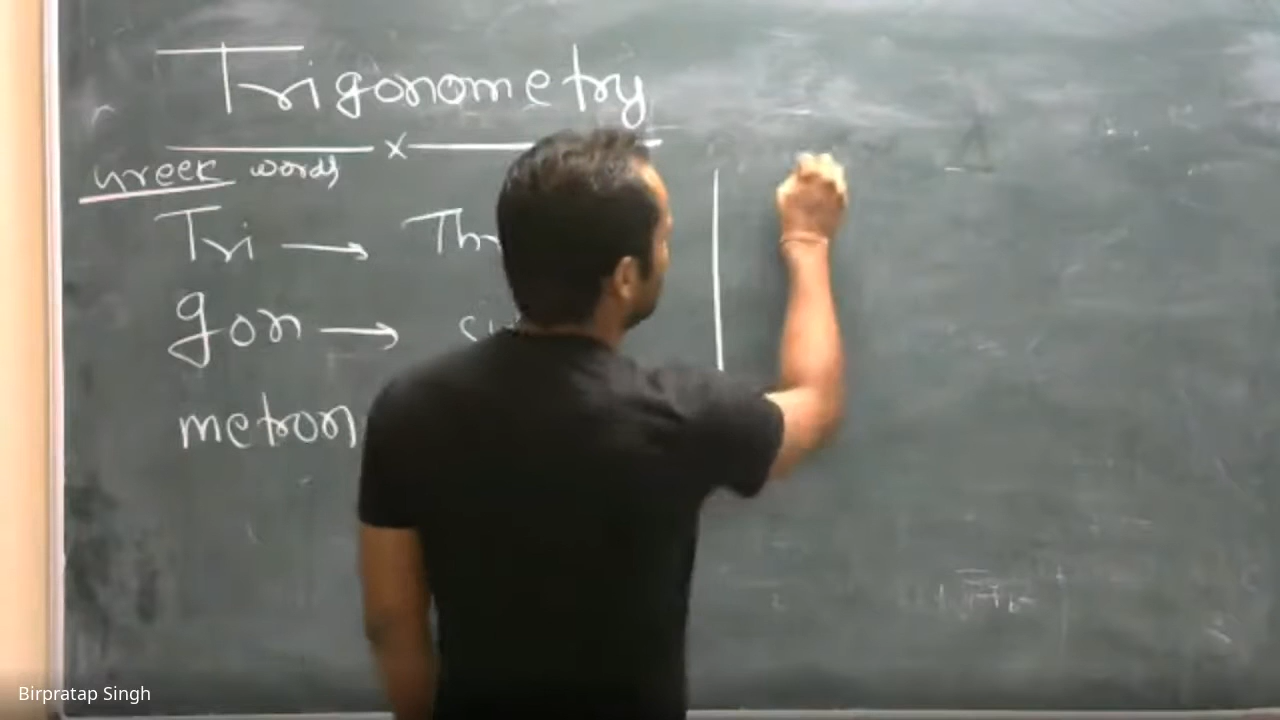 Trigonometry
x
Greek words
Tri → Thr
gon →
metron
Birpratap Singh